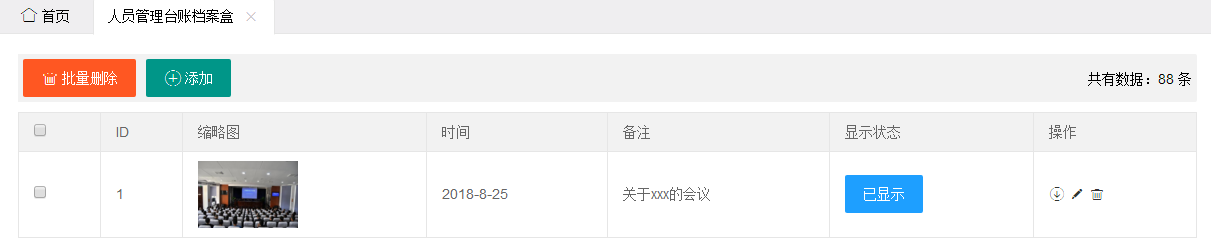 首页 人员管理台账档案盒
批量删除 添加 共有数据：88 条
ID 缩略图 时间 备注 显示状态 操作
1 2018-8-25 关于xxx的会议 已显示